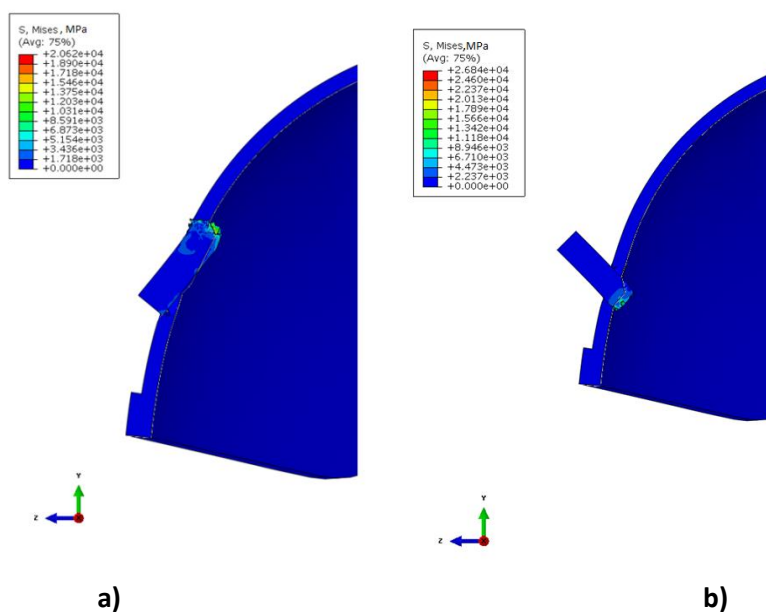 S, Mises, MPa
(Avg: 75%)
+2.062e+04
+1.890e+04
+1.718e+04
+1.546e+04
+1.375e+04
+1.203e+04
+1.031e+04
+8.591e+03
+6.873e+03
+5.154e+03
+3.436e+03
+1.718e+03
+0.000e+00
S, Mises,MPa
(Avg: 75%)
+2.684e+04
+2.460e+04
+2.237e+04
+2.013e+04
+1.789e+04
+1.566e+04
+1.342e+04
+1.118e+04
+8.946e+03
+6.710e+03
+4.473e+03
+2.237e+03
+0.000e+00
Y
Z
X
Y
Z
X
a)
b)